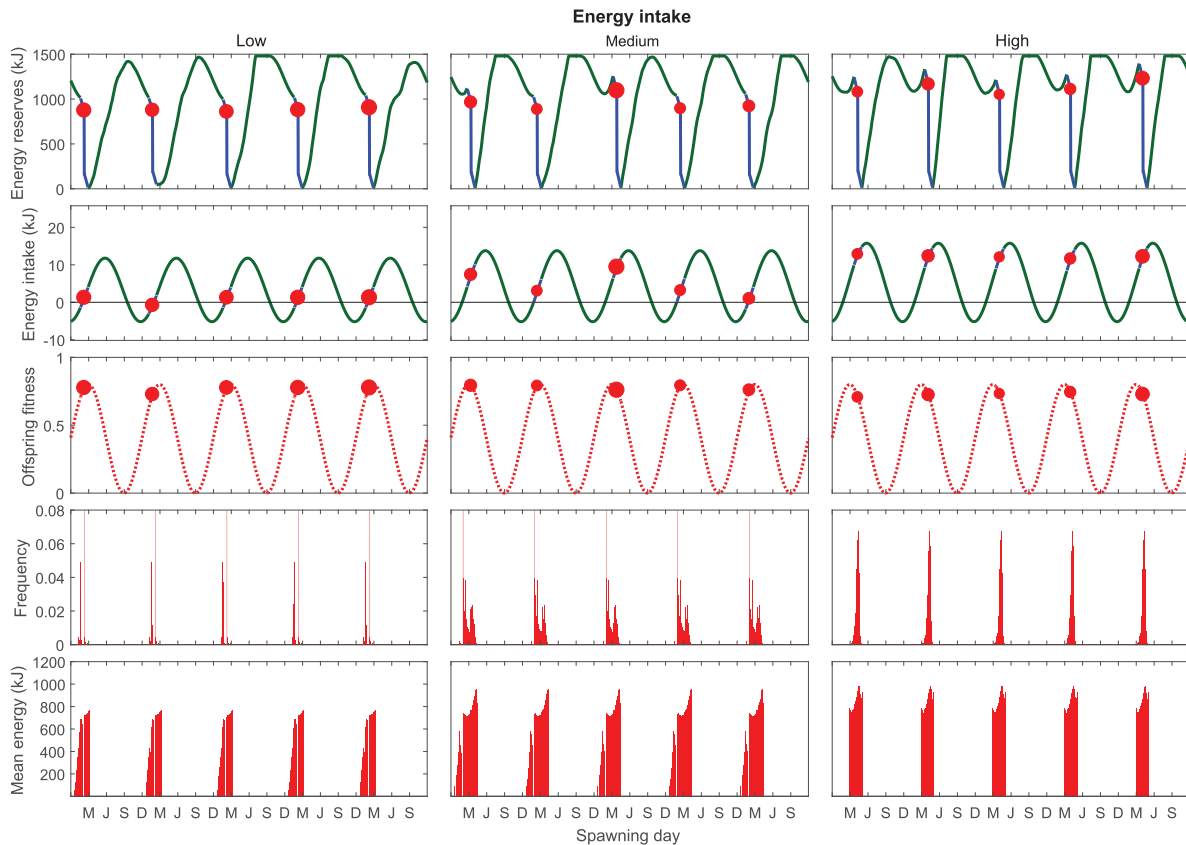 Energy intake
Low Medium High
Energy reserves (kJ)
1500
1000
500
0
Energy intake (kJ)
20
10
0
-10
Offspring fitness
1
0.5
0
Frequency
0.08
0.06
0.04
0.02
0
Mean energy (kJ)
1200
1000
800
600
400
200
M J S D M J S D M J S D M J S D M J S M J S D M J S D M J S D M J S D M J S M J S D M J S D M J S D M J S D M J S
Spawning day